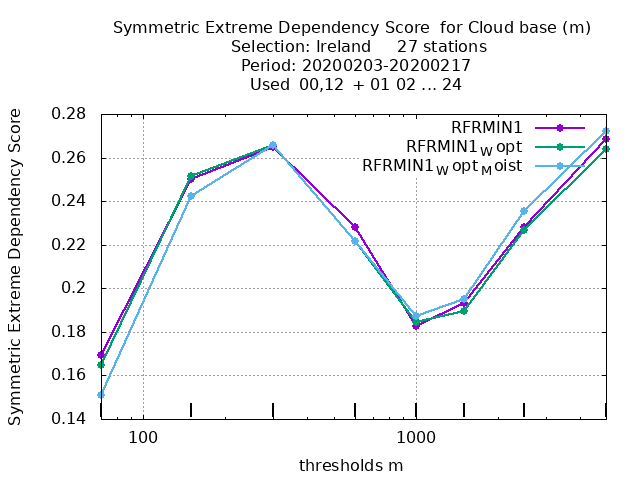 Symmetric Extreme Dependency Score for Cloud base (m)
Selection: Ireland 27 stations
Period: 20200203-20200217
Used 00,12 + 01 02 ... 24
Symmetric Extreme Dependency Score
0.28
0.26
0.24
0.22
0.2
0.18
0.16
0.14
RFRMIN1
RFRMIN1Wopt
RFRMIN1WoptMoist
100
1000
thresholds m